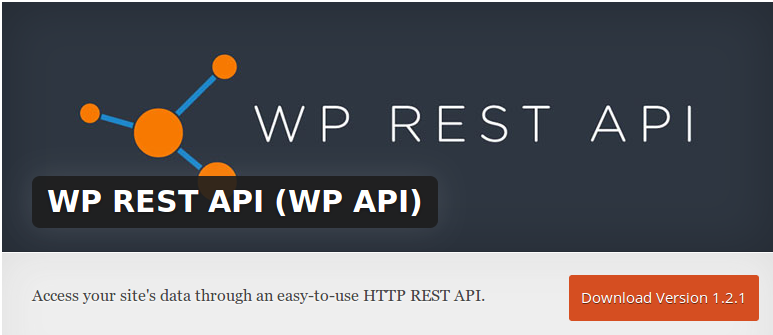 WP REST API
WP REST API (WP API)
Access your site's data through an easy-to-use HTTP REST API.
Download Version 1.2.1